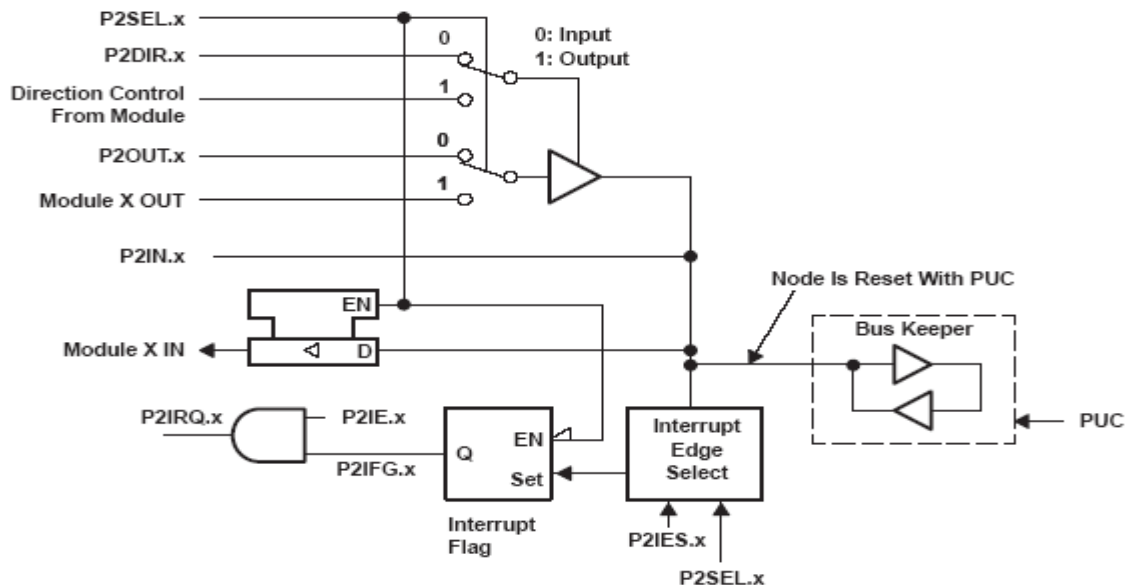 P2SEL.x
P2DIR.x
0
0: Input
1: Output
Direction Control
From Module
1
P2OUT.x
0
Module X OUT
1
P2IN.x
Node Is Reset With PUC
EN
Bus Keeper
Module X IN
D
P2IRQ.x
P2IE.x
P2IFG.x
Q
EN
Set
Interrupt
Edge
Select
PUC
Interrupt
Flag
P2IES.x
P2SEL.x